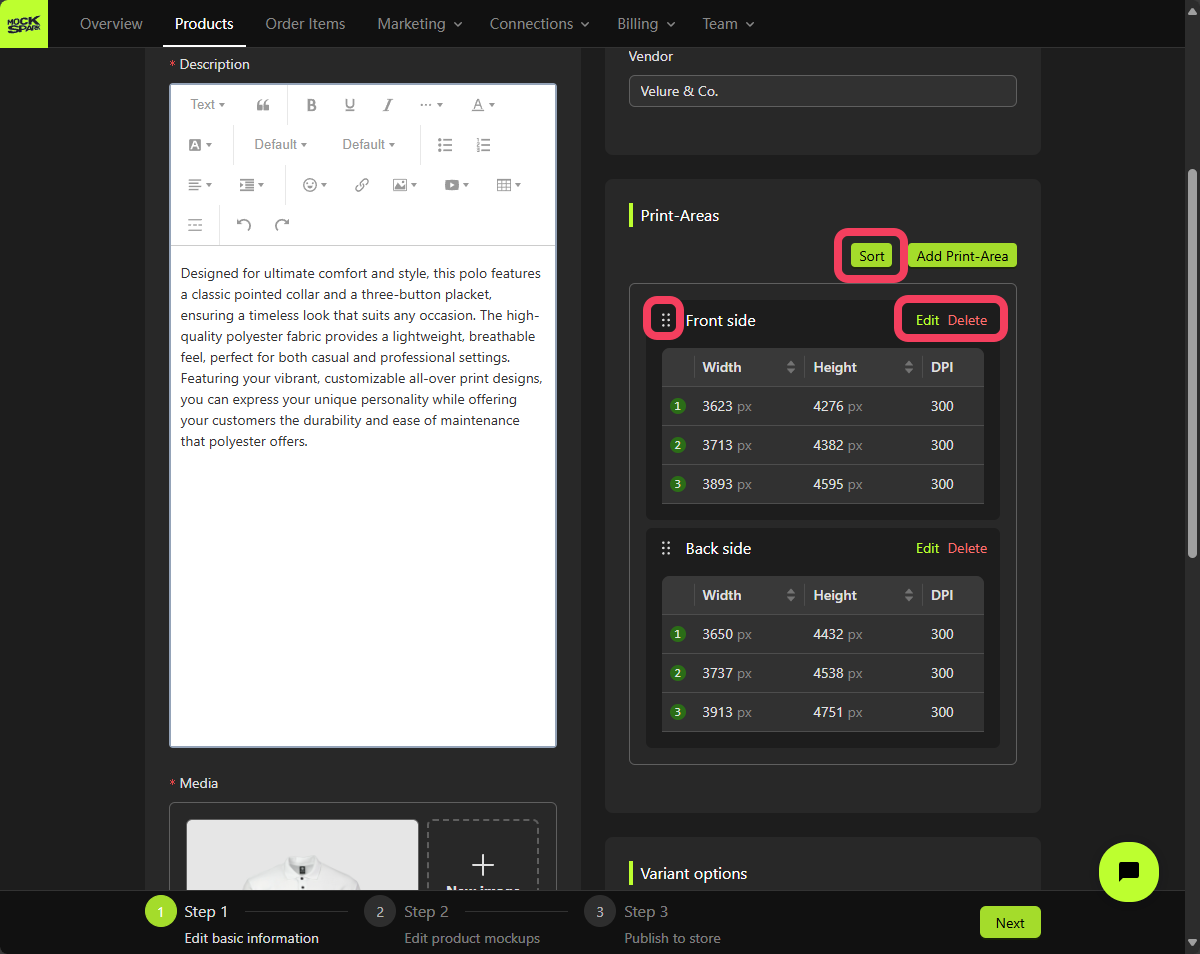 MOCK
SPARK
Overview Products Order Items Marketing Connections Billing Team
* Description
Text B U I A
A Default Default
Designed for ultimate comfort and style, this polo features
a classic pointed collar and a three-button placket,
ensuring a timeless look that suits any occasion. The high-
quality polyester fabric provides a lightweight, breathable
feel, perfect for both casual and professional settings.
Featuring your vibrant, customizable all-over print designs,
you can express your unique personality while offering
your customers the durability and ease of maintenance
that polyester offers.
* Media
Vendor
Velure & Co.
Print-Areas
Sort Add Print-Area
Front side Edit Delete
Width Height DPI
1 3623 px 4276 px 300
2 3713 px 4382 px 300
3 3893 px 4595 px 300
Back side Edit Delete
Width Height DPI
1 3650 px 4432 px 300
2 3737 px 4538 px 300
3 3913 px 4751 px 300
Variant options
1 Step 1 2 Step 2 3 Step 3
Edit basic information Edit product mockups Publish to store
Next